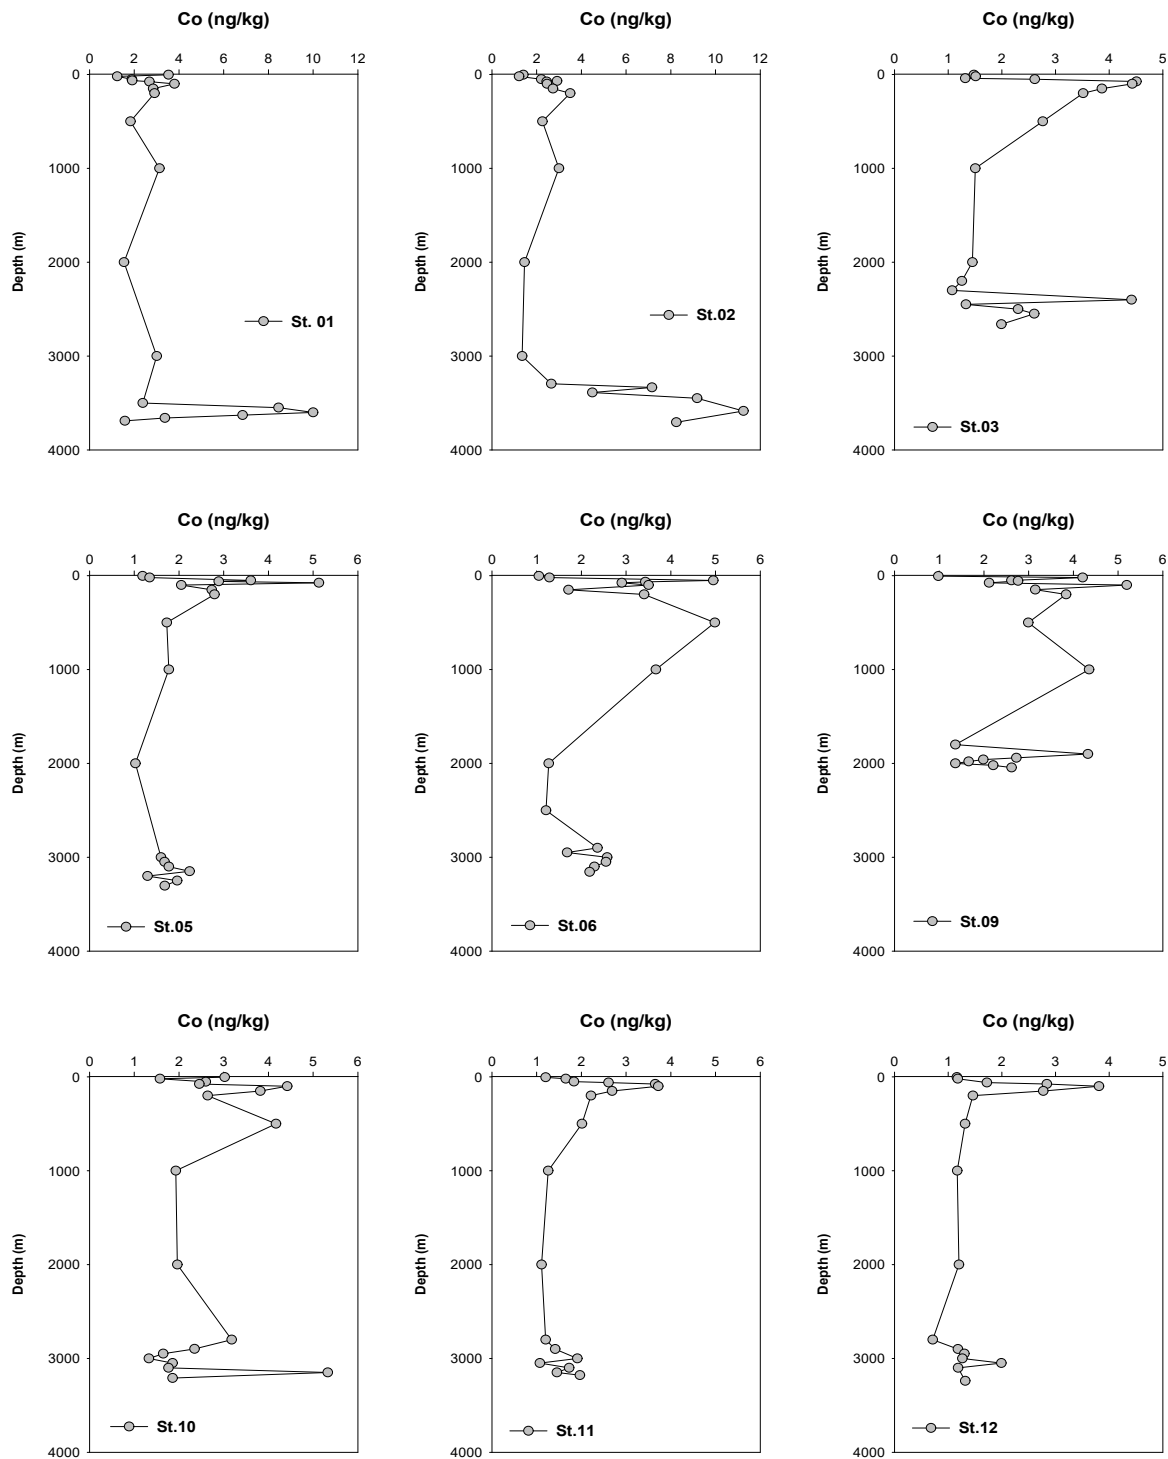 Co (ng/kg) Co (ng/kg) Co (ng/kg)
0 2 4 6 8 10 12 0 2 4 6 8 10 12 0 1 2 3 4 5
0 0 0
1000 1000 1000
2000 2000 2000
3000 3000 3000
4000 4000 4000
Depth (m) Depth (m) Depth (m)
St. 01 St.02 St.03
Co (ng/kg) Co (ng/kg) Co (ng/kg)
0 1 2 3 4 5 6 0 1 2 3 4 5 6 0 1 2 3 4 5 6
0 0 0
1000 1000 1000
2000 2000 2000
3000 3000 3000
4000 4000 4000
Depth (m) Depth (m) Depth (m)
St.05 St.06 St.09
Co (ng/kg) Co (ng/kg) Co (ng/kg)
0 1 2 3 4 5 6 0 1 2 3 4 5 6 0 1 2 3 4 5
0 0 0
1000 1000 1000
2000 2000 2000
3000 3000 3000
4000 4000 4000
Depth (m) Depth (m) Depth (m)
St.10 St.11 St.12